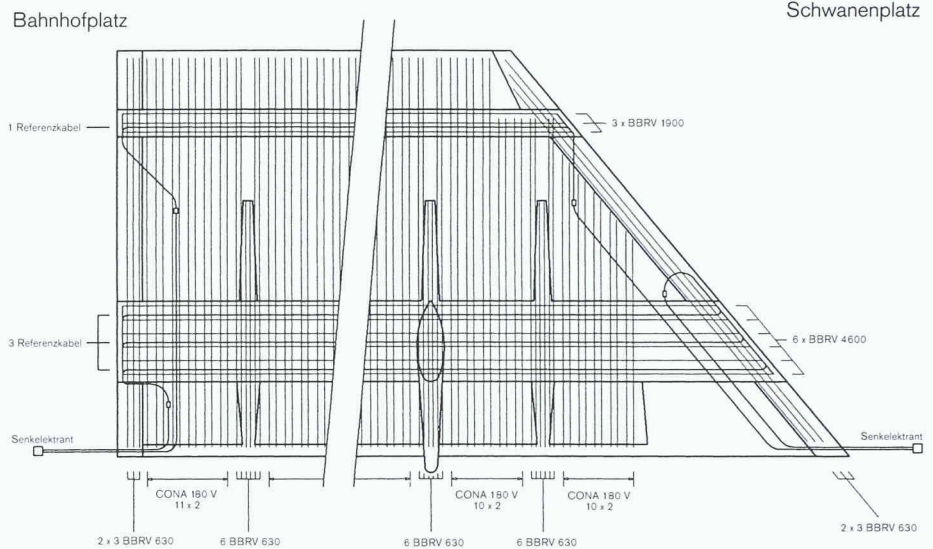 Bahnhofplatz
Schwanenplatz
1 Referenzkabel
3 x BBRV 1900
3 Referenzkabel
6 x BBRV 4600
Senkelektrant
Senkelektrant
CONA 180 V
11 x 2
CONA 180 V
10 x 2
CONA 180 V
10 x 2
2 x 3 BBRV 630
6 BBRV 630
6 BBRV 630
6 BBRV 630
2 x 3 BBRV 630